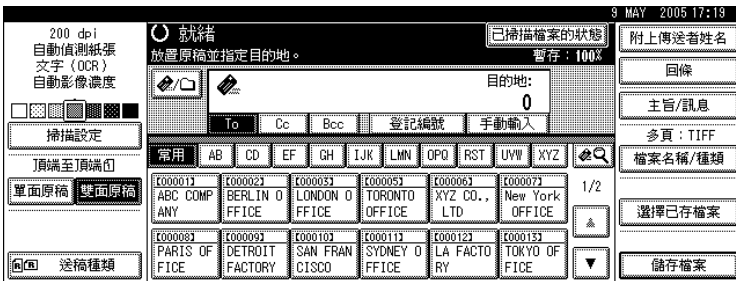 9 MAY 2005 17:19
200 dpi
自動偵測紙張
文字（OCR）
自動影像濃度
掃描設定
頂端至頂端
單面原稿 雙面原稿
送稿種類
就緒
放置原稿並指定目的地。
已掃描檔案的狀態
暫存：100%
目的地:
0
To Cc Bcc 登記編號 手動輸入
常用 AB CD EF GH IJK LMN OPQ RST UVW XYZ
[00001] [00002] [00003] [00005] [00006] [00007]
ABC COMP BERLIN O LONDON O TORONTO XYZ CO., New York
ANY FFICE FFICE OFFICE LTD OFFICE
[00008] [00009] [00010] [00011] [00012] [00013]
PARIS OF DETROIT SAN FRAN SYDNEY O LA FACTO TOKYO OF
FICE FACTORY CISCO FFICE RY FICE
1/2
附上傳送者姓名
回條
主旨/訊息
多頁：TIFF
檔案名稱/種類
選擇已存檔案
儲存檔案